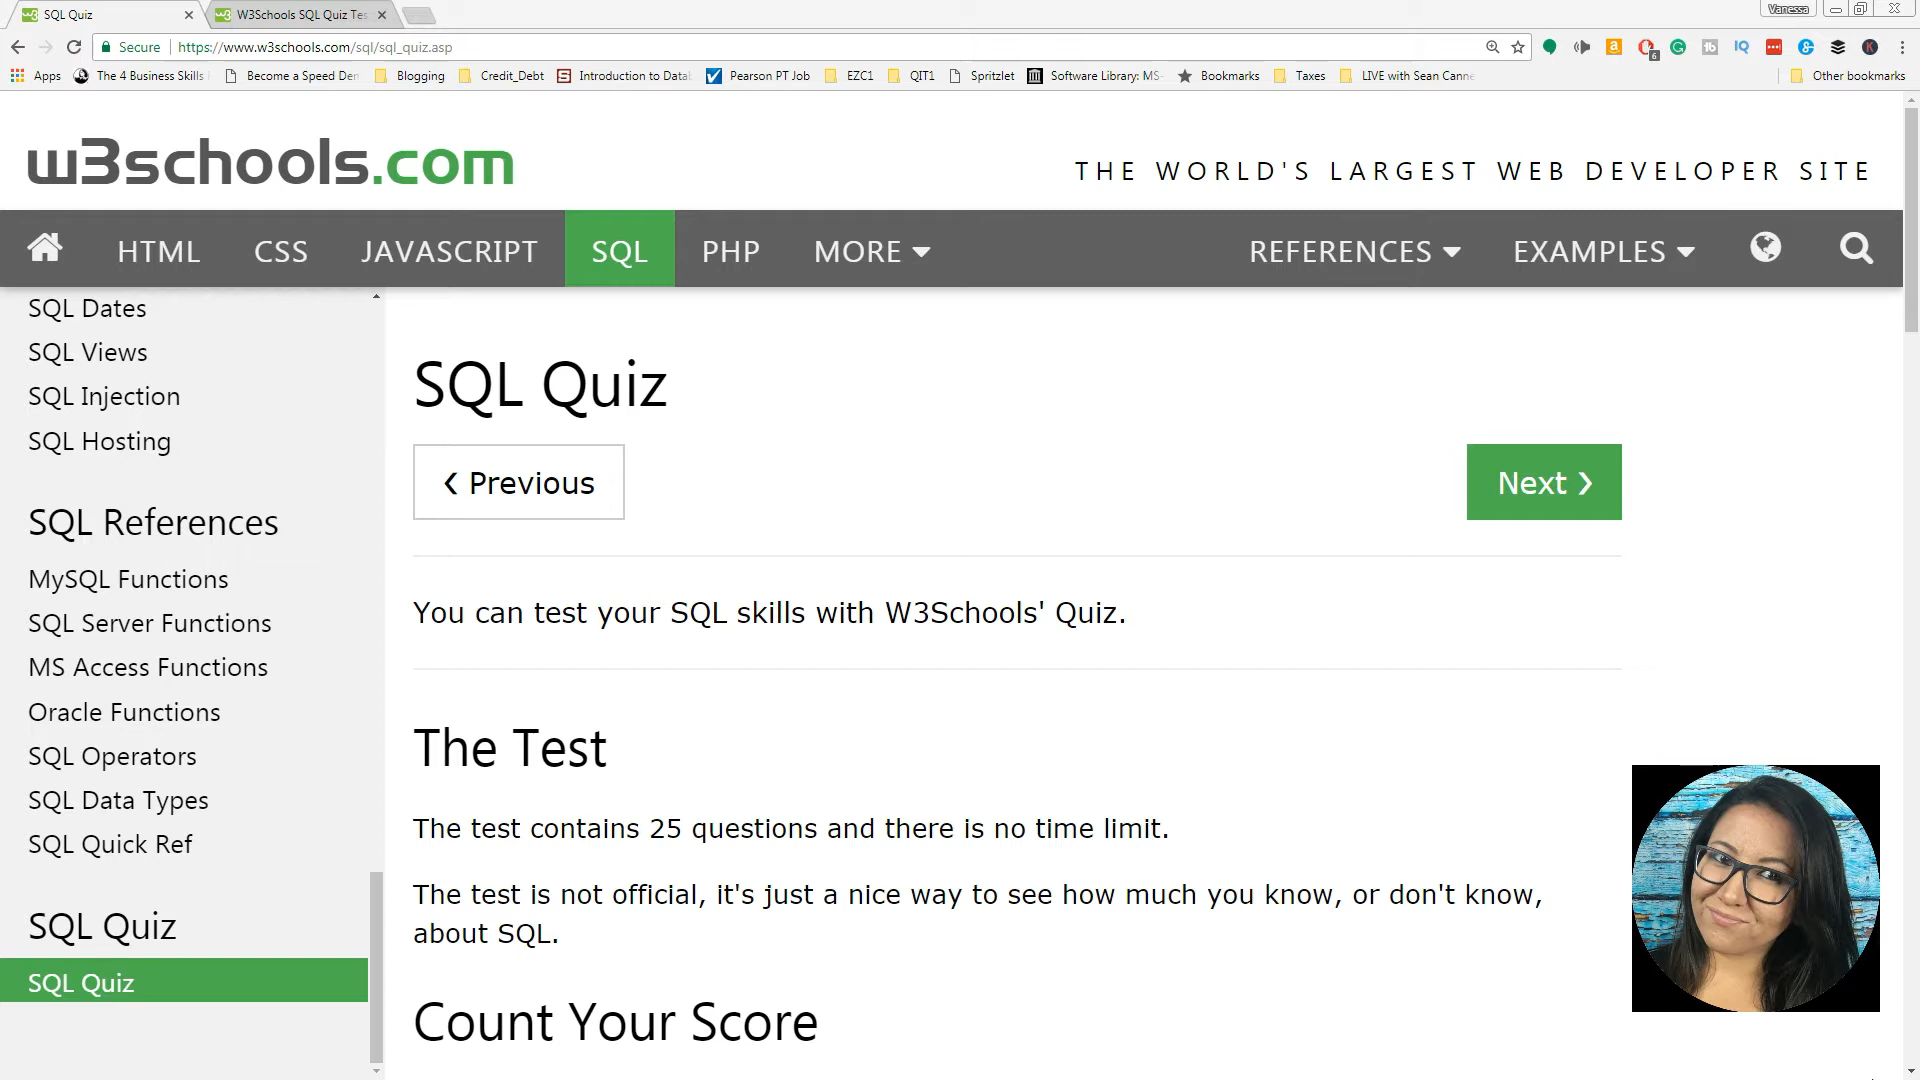 SQL Quiz
W3Schools SQL Quiz Tes
Vanessa
Secure
https://www.w3schools.com/sql/sql_quiz.asp
Apps
The 4 Business Skills
Become a Speed Den
Blogging
Credit_Debt
Introduction to Datal
Pearson PT Job
EZC1
QIT1
Spritzlet
Software Library: MS-
Bookmarks
Taxes
LIVE with Sean Canne
Other bookmarks
w3schools.com
THE WORLD'S LARGEST WEB DEVELOPER SITE
HTML
CSS
JAVASCRIPT
SQL
PHP
MORE
REFERENCES
EXAMPLES
SQL Dates
SQL Views
SQL Injection
SQL Hosting
SQL References
MySQL Functions
SQL Server Functions
MS Access Functions
Oracle Functions
SQL Operators
SQL Data Types
SQL Quick Ref
SQL Quiz
SQL Quiz
SQL Quiz
❮ Previous
Next ❯
You can test your SQL skills with W3Schools' Quiz.
The Test
The test contains 25 questions and there is no time limit.
The test is not official, it's just a nice way to see how much you know, or don't know,
about SQL.
Count Your Score